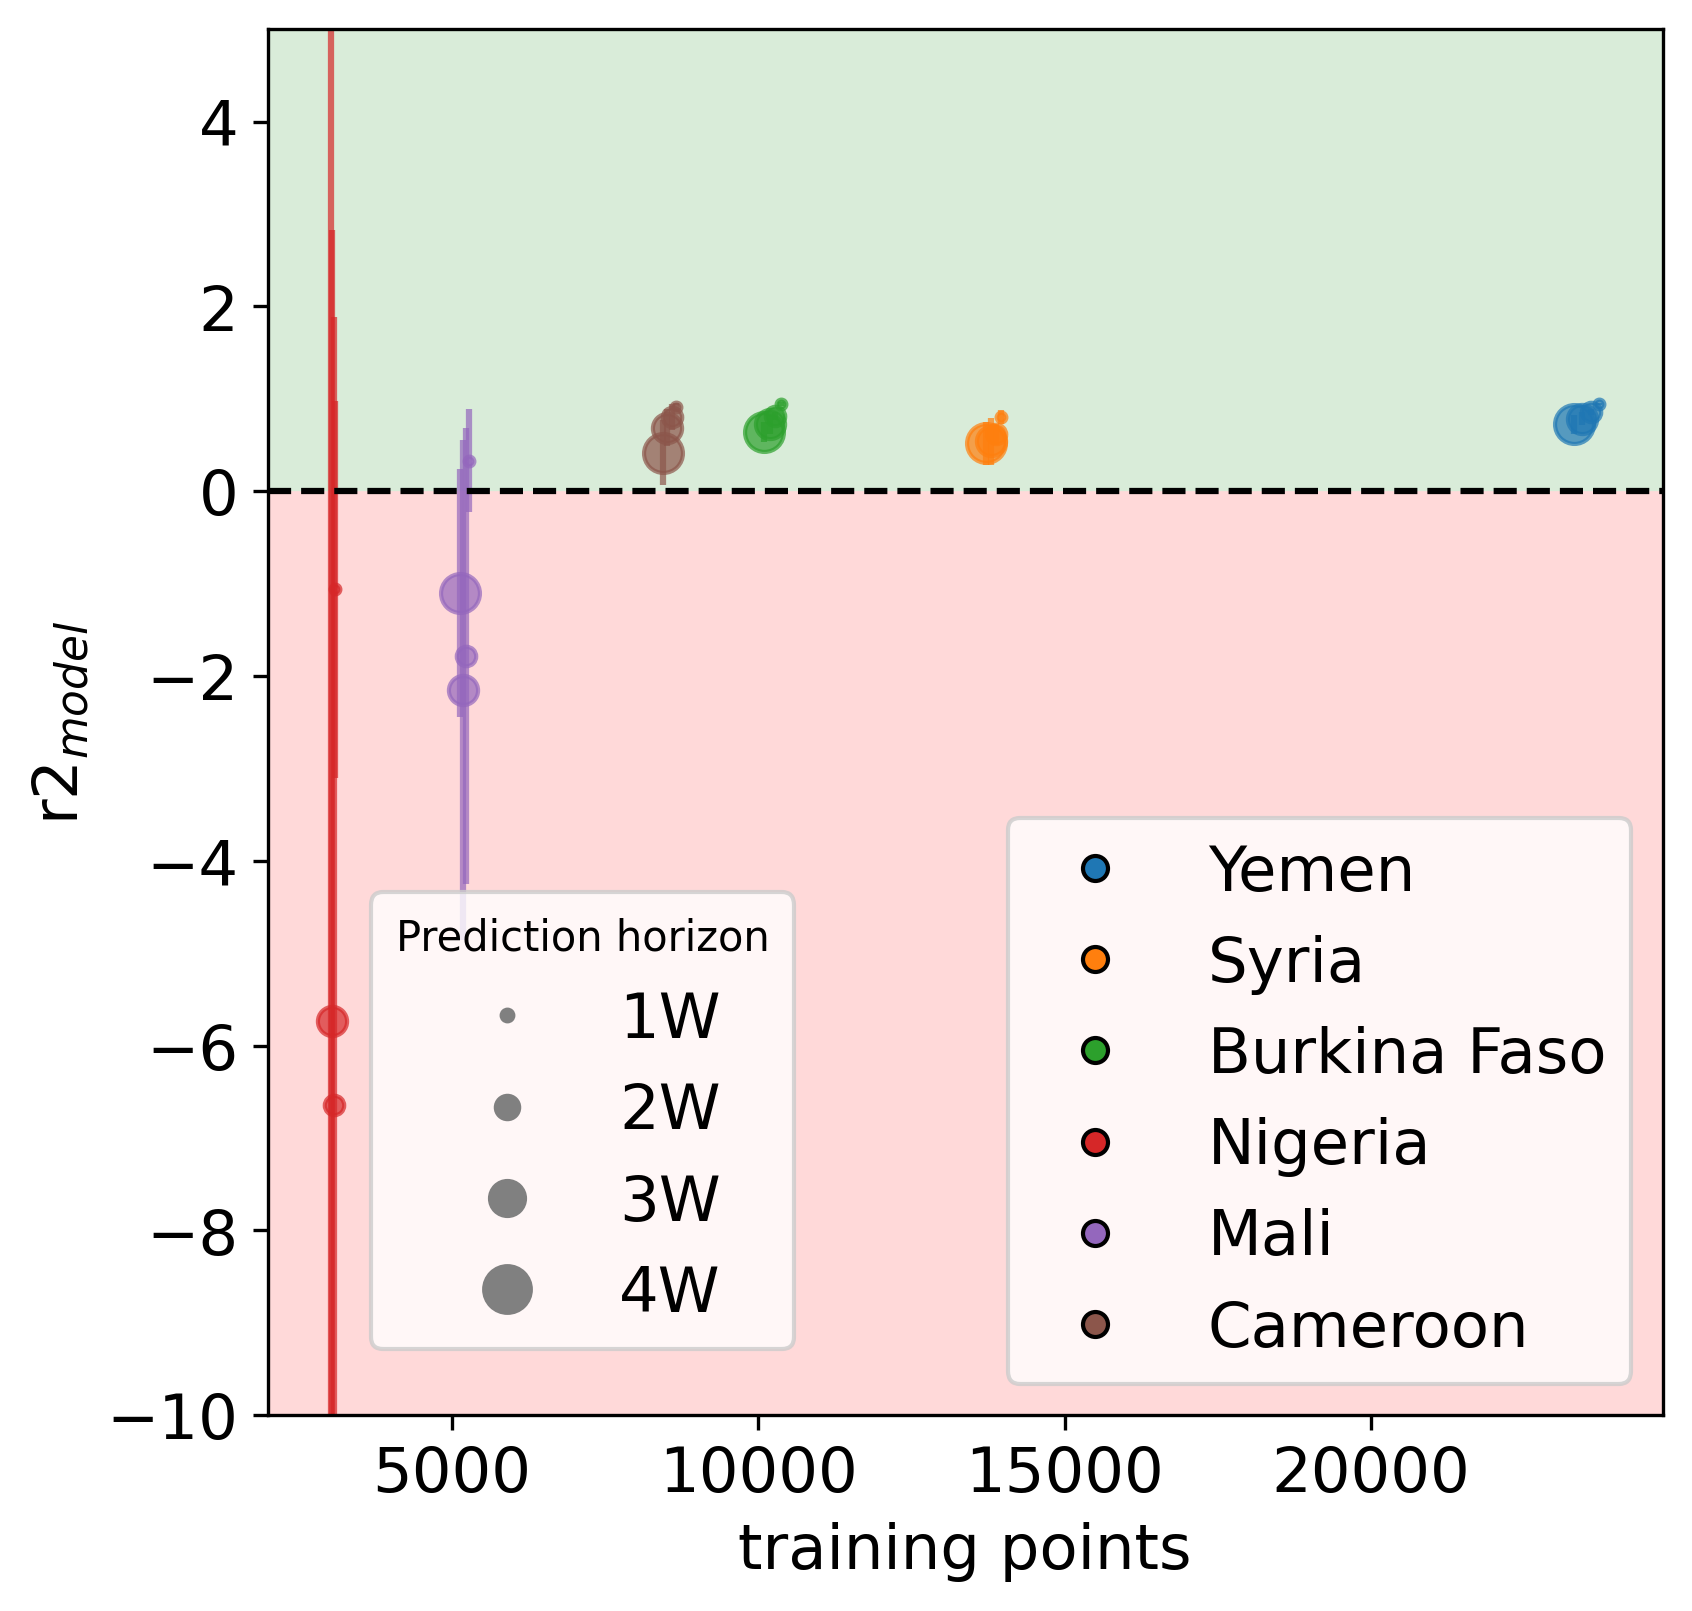 4
2
0
−2
−4
−6
−8
−10
r2model
Prediction horizon
1W
2W
3W
4W
Yemen
Syria
Burkina Faso
Nigeria
Mali
Cameroon
5000 10000 15000 20000
training points